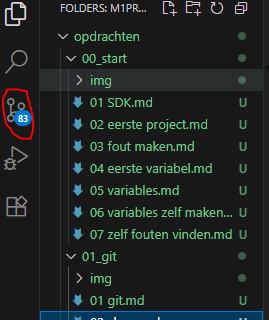 FOLDERS: M1PR...
opdrachten
00_start
img
01 SDK.md U
83
02 eerste project.md U
03 fout maken.md U
04 eerste variabel.md U
05 variables.md U
06 variables zelf maken... U
07 zelf fouten vinden.md U
01_git
img
01 git.md U